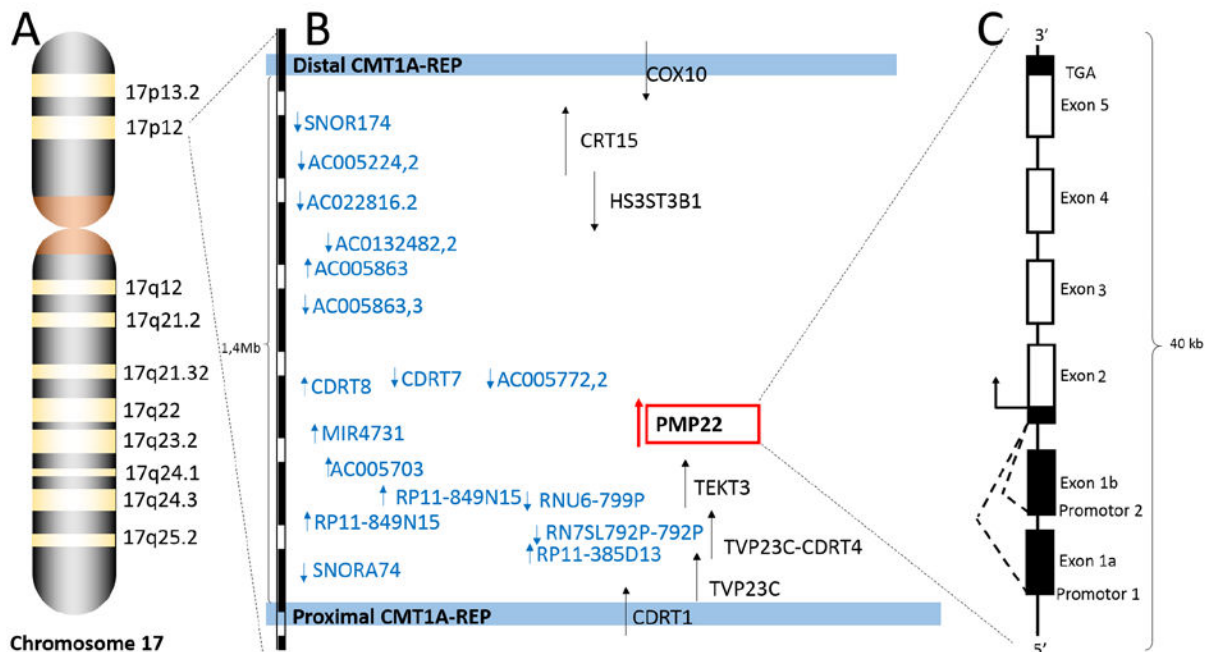 A
17p13.2
17p12
17q12
17q21.2
17q21.32
17q22
17q23.2
17q24.1
17q24.3
17q25.2
Chromosome 17
B
Distal CMT1A-REP
COX10
SNOR174
CRT15
AC005224,2
AC022816.2
HS3ST3B1
AC0132482,2
AC005863
AC005863,3
1,4Mb
CDRT8
CDRT7
AC005772,2
PMP22
MIR4731
AC005703
TEKT3
RP11-849N15
RNU6-799P
RP11-849N15
RN7SL792P-792P
TVP23C-CDRT4
RP11-385D13
SNORA74
TVP23C
Proximal CMT1A-REP
CDRT1
C
3'
TGA
Exon 5
Exon 4
Exon 3
40 kb
Exon 2
Exon 1b
Promotor 2
Exon 1a
Promotor 1
5'